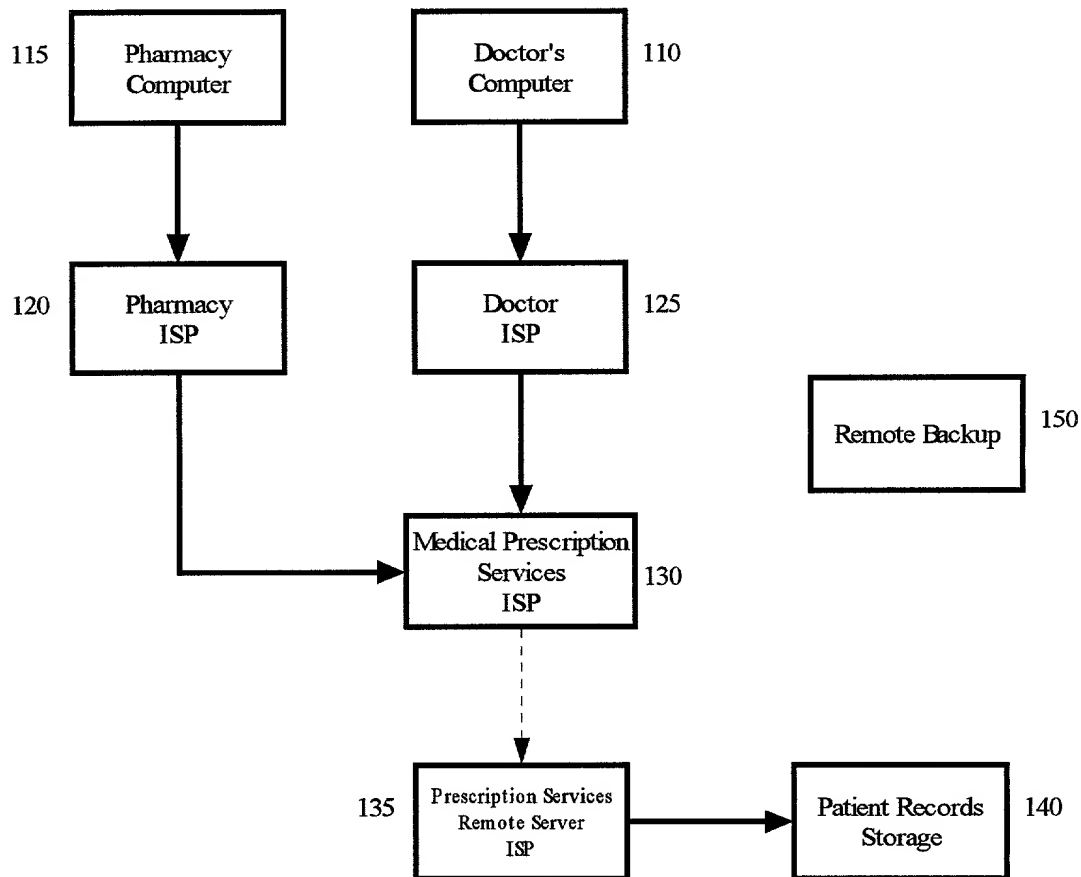 115
Pharmacy
Computer
Doctor's
Computer
110
120
Pharmacy
ISP
Doctor
ISP
125
Remote Backup
150
Medical Prescription
Services
ISP
130
135
Prescription Services
Remote Server
ISP
Patient Records
Storage
140